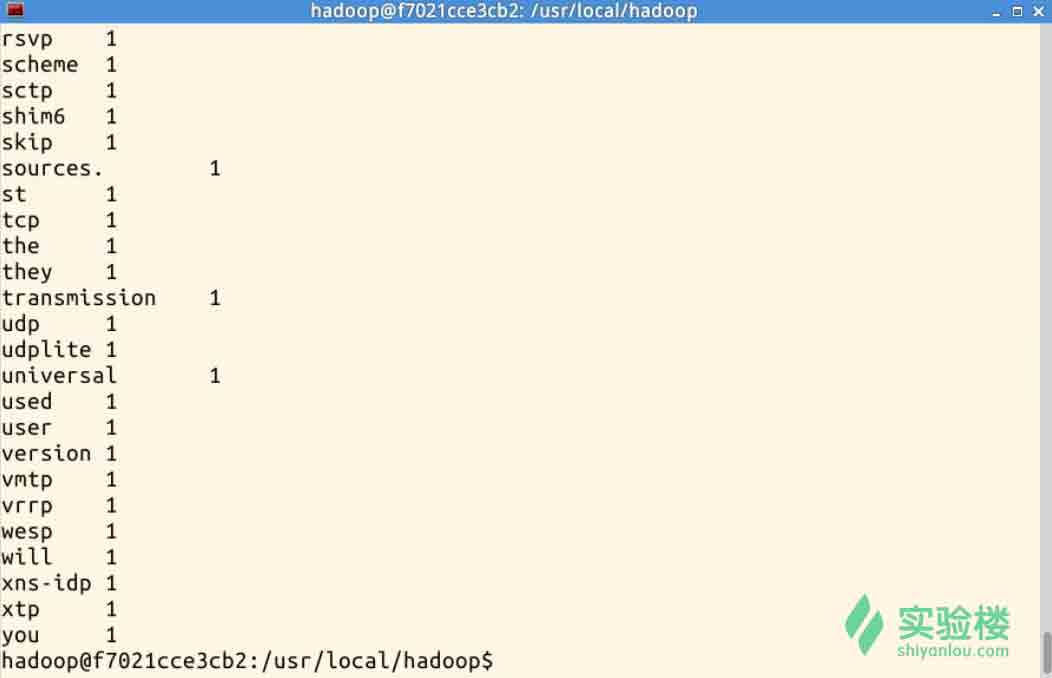 hadoop@f7021cce3cb2: /usr/local/hadoop
rsvp 1
scheme 1
sctp 1
shim6 1
skip 1
sources. 1
st 1
tcp 1
the 1
they 1
transmission 1
udp 1
udplite 1
universal 1
used 1
user 1
version 1
vmtp 1
vrrp 1
wesp 1
will 1
xns-idp 1
xtp 1
you 1
hadoop@f7021cce3cb2:/usr/local/hadoop$
实验楼
shiyanlou.com